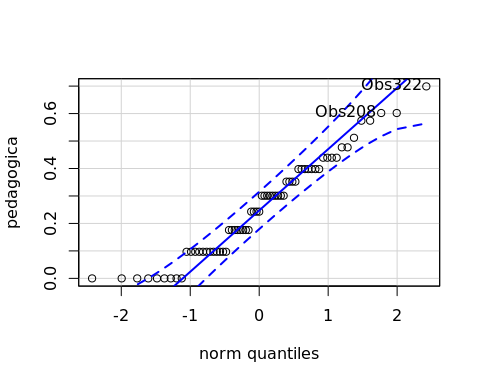 Obs322
Obs208
0.6
0.4
0.2
0.0
pedagogica
-2 -1 0 1 2
norm quantiles